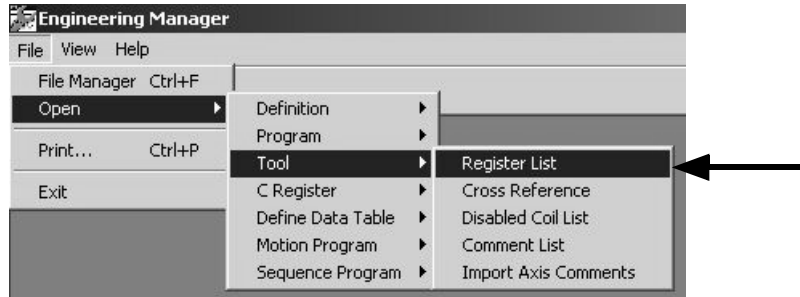 Engineering Manager
File View Help
File Manager Ctrl+F
Open
Print... Ctrl+P
Exit
Definition
Program
Tool
C Register
Define Data Table
Motion Program
Sequence Program
Register List
Cross Reference
Disabled Coil List
Comment List
Import Axis Comments